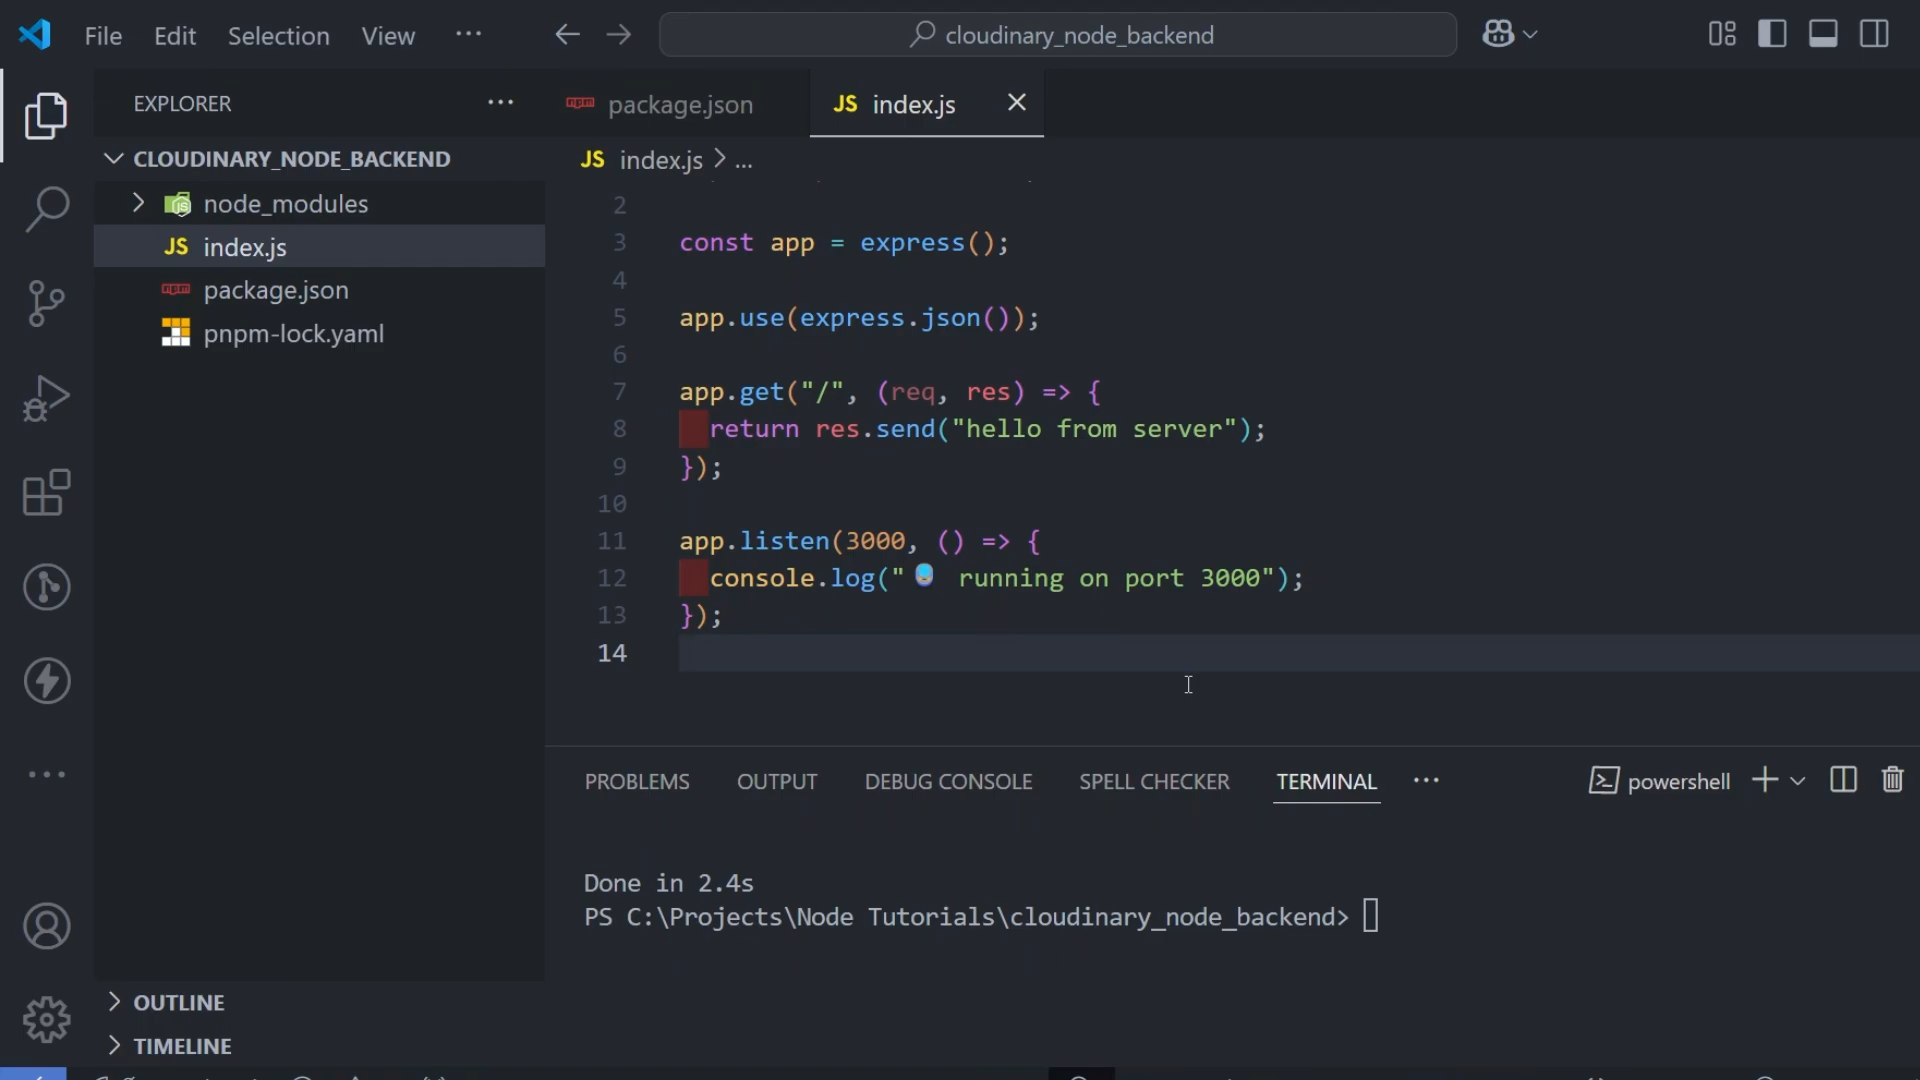 File Edit Selection View ··· cloudinary_node_backend
EXPLORER ···
CLOUDINARY_NODE_BACKEND
node_modules
JS index.js
package.json
pnpm-lock.yaml
OUTLINE
TIMELINE
package.json JS index.js
JS index.js > ...
2
3 const app = express();
4
5 app.use(express.json());
6
7 app.get("/", (req, res) => {
8 return res.send("hello from server");
9 });
10
11 app.listen(3000, () => {
12 console.log(" running on port 3000");
13 });
14
PROBLEMS OUTPUT DEBUG CONSOLE SPELL CHECKER TERMINAL ··· powershell
Done in 2.4s
PS C:\Projects\Node Tutorials\cloudinary_node_backend>